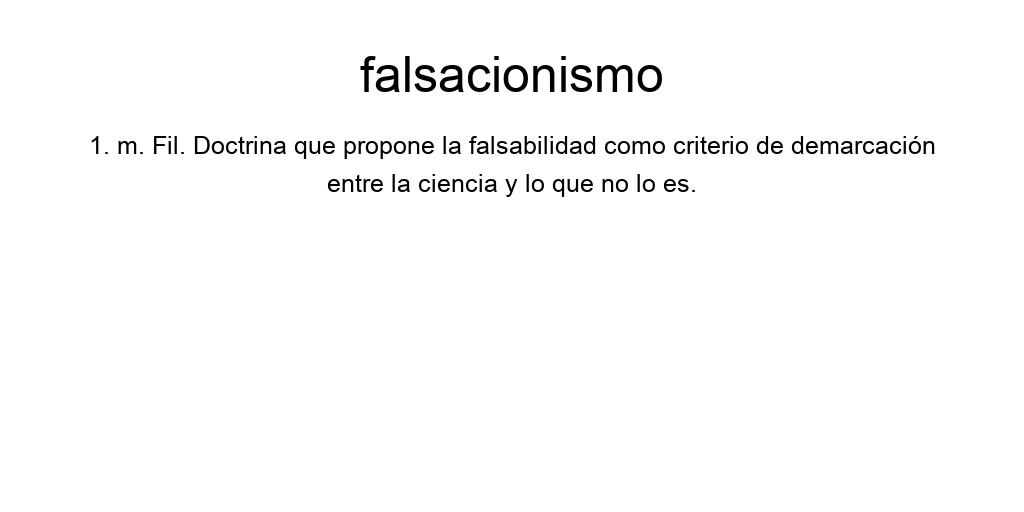 falsacionismo
1. m. Fil. Doctrina que propone la falsabilidad como criterio de demarcación
entre la ciencia y lo que no lo es.